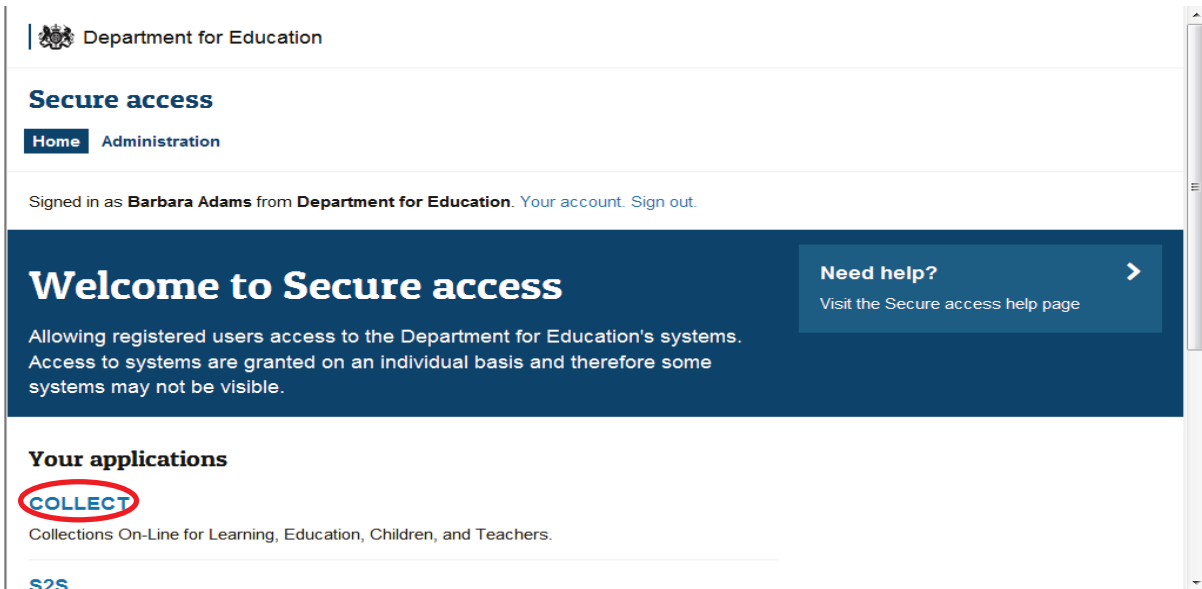 Department for Education
Secure access
Home Administration
Signed in as Barbara Adams from Department for Education. Your account. Sign out.
Welcome to Secure access
Allowing registered users access to the Department for Education's systems.
Access to systems are granted on an individual basis and therefore some
systems may not be visible.
Need help?
Visit the Secure access help page
Your applications
COLLECT
Collections On-Line for Learning, Education, Children, and Teachers.
S2S